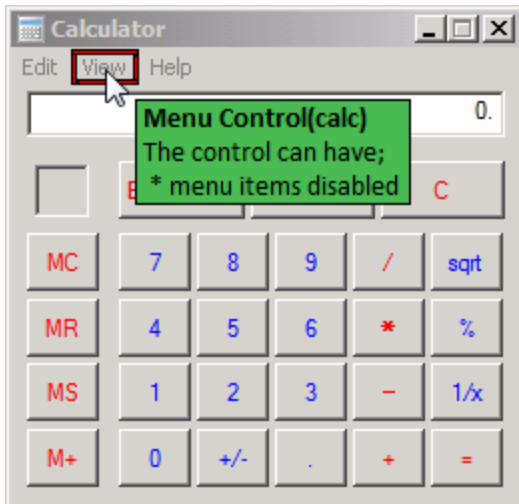 Calculator
Edit View Help
0.
Menu Control(calc)
The control can have;
* menu items disabled
C
MC 7 8 9 / sqrt
MR 4 5 6 * %
MS 1 2 3 - 1/x
M+ 0 +/- . + =